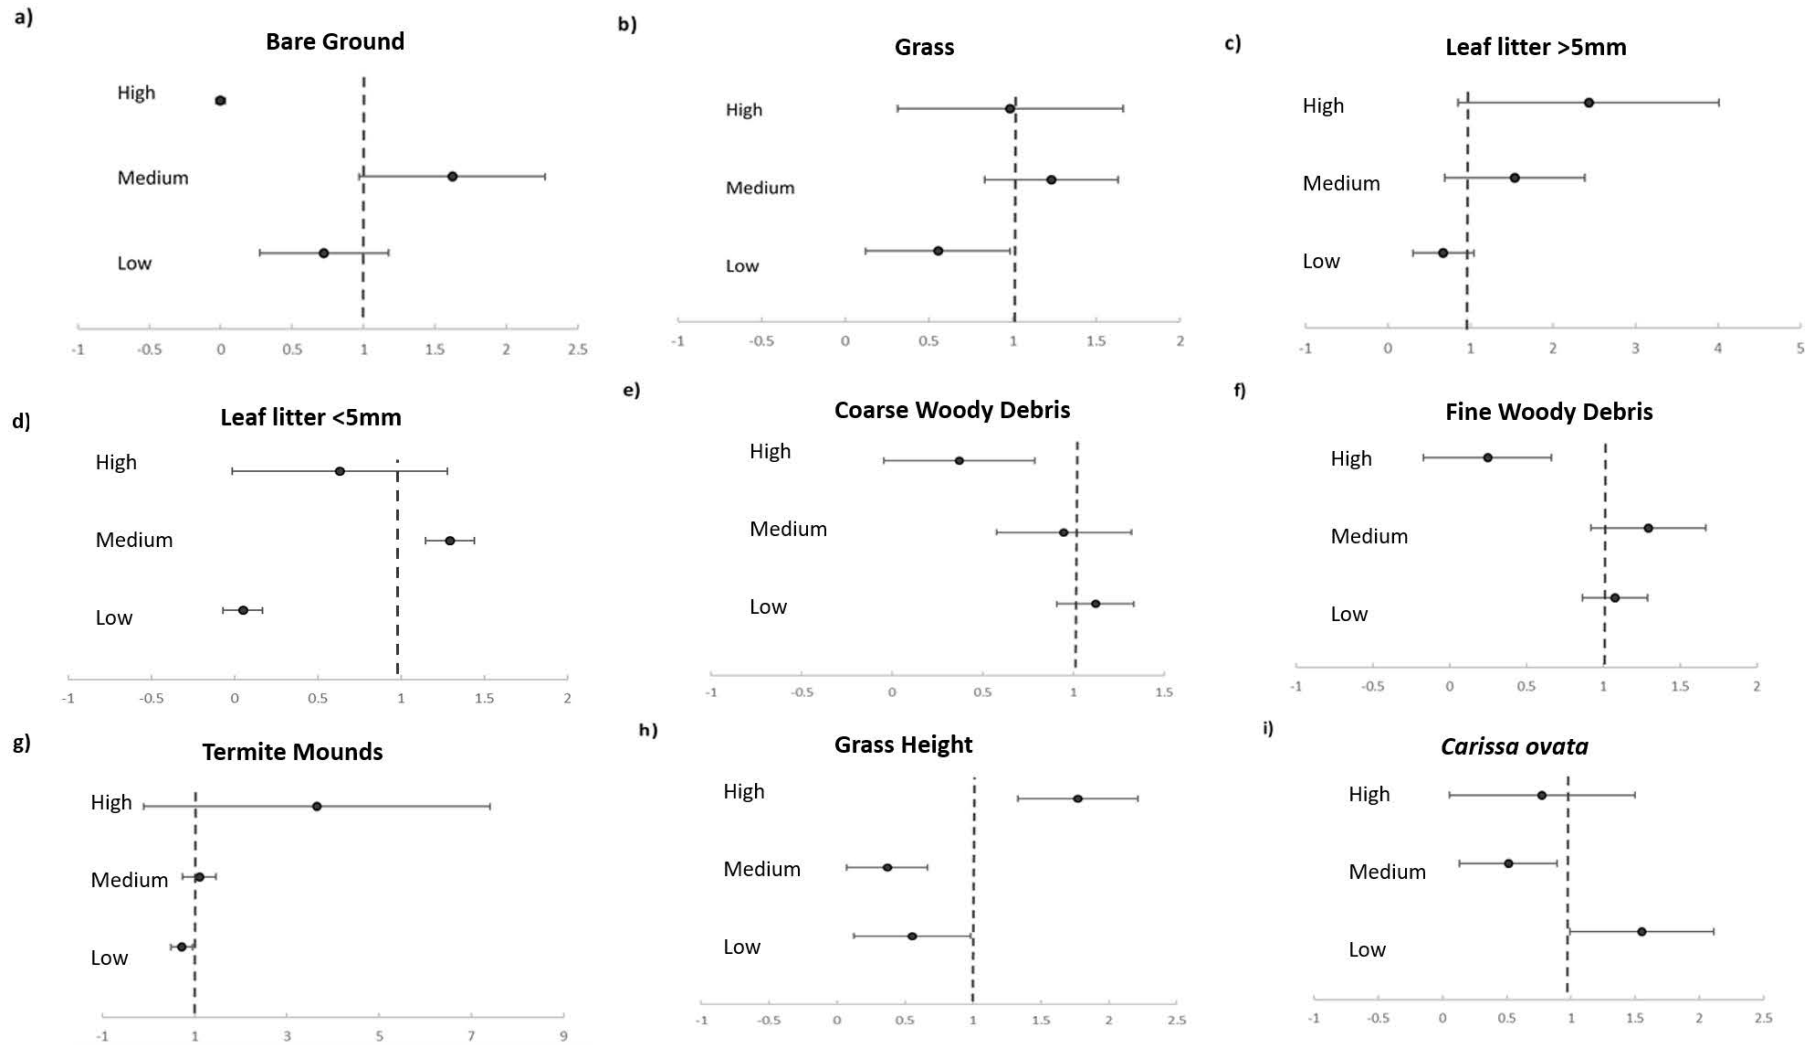 a)
Bare Ground
High
Medium
Low
-1 -0.5 0 0.5 1 1.5 2 2.5
b)
Grass
High
Medium
Low
-1 -0.5 0 0.5 1 1.5 2
c)
Leaf litter >5mm
High
Medium
Low
-1 0 1 2 3 4 5
d)
Leaf litter <5mm
High
Medium
Low
-1 -0.5 0 0.5 1 1.5 2
e)
Coarse Woody Debris
High
Medium
Low
-1 -0.5 0 0.5 1 1.5
f)
Fine Woody Debris
High
Medium
Low
-1 -0.5 0 0.5 1 1.5 2
g)
Termite Mounds
High
Medium
Low
-1 1 3 5 7 9
h)
Grass Height
High
Medium
Low
-1 -0.5 0 0.5 1 1.5 2 2.5
i)
Carissa ovata
High
Medium
Low
-1 -0.5 0 0.5 1 1.5 2 2.5